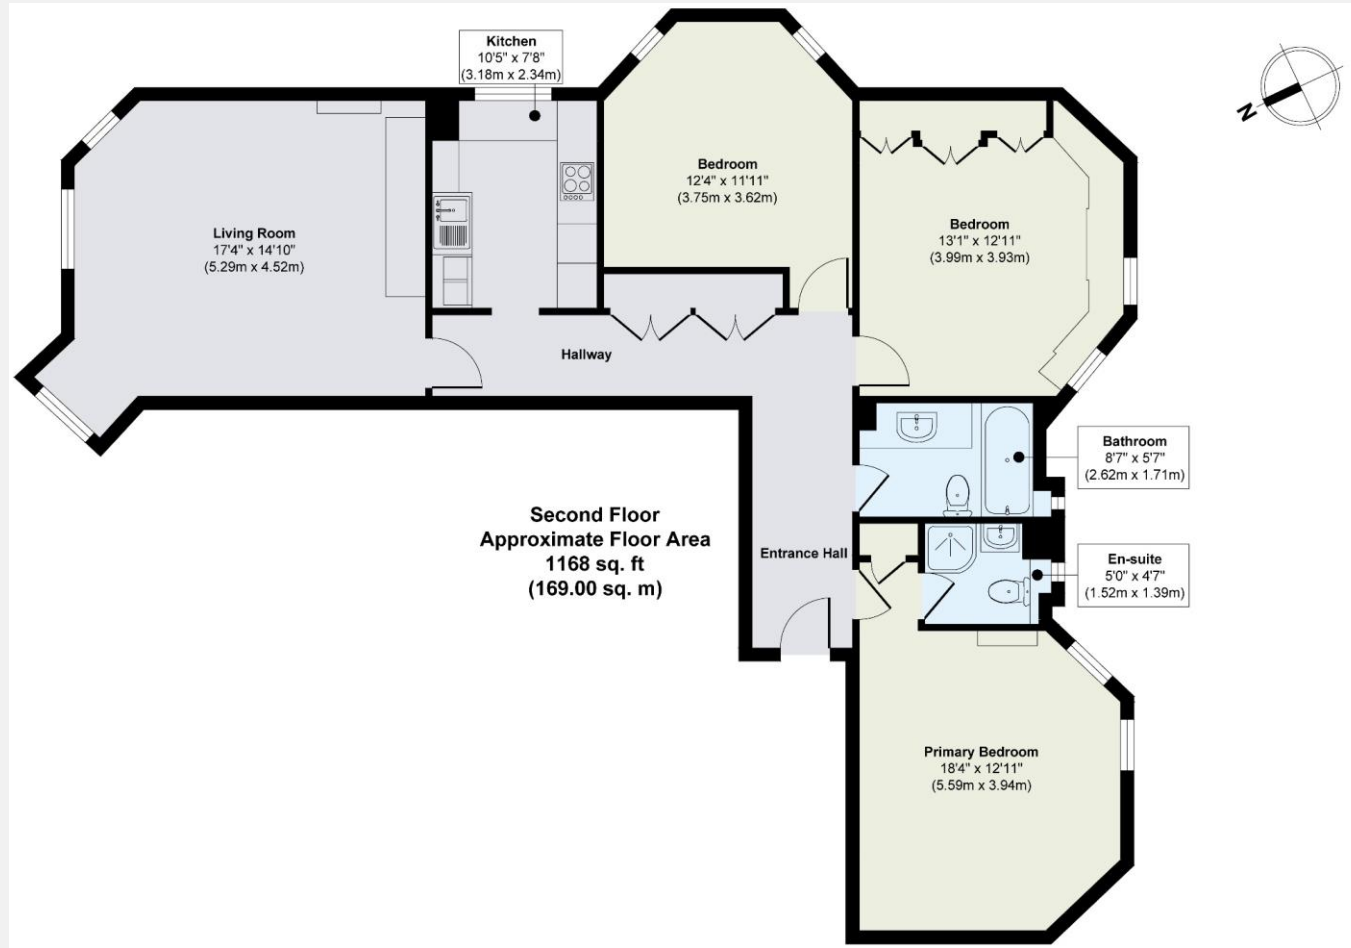 Kitchen
10'5" x 7'8"
(3.18m x 2.34m)
N
Bedroom
12'4" x 11'11"
(3.75m x 3.62m)
Living Room
17'4" x 14'10"
(5.29m x 4.52m)
Bedroom
13'1" x 12'11"
(3.99m x 3.93m)
Hallway
Bathroom
8'7" x 5'7"
(2.62m x 1.71m)
Second Floor
Approximate Floor Area
1168 sq. ft
(169.00 sq. m)
Entrance Hall
En-suite
5'0" x 4'7"
(1.52m x 1.39m)
Primary Bedroom
18'4" x 12'11"
(5.59m x 3.94m)